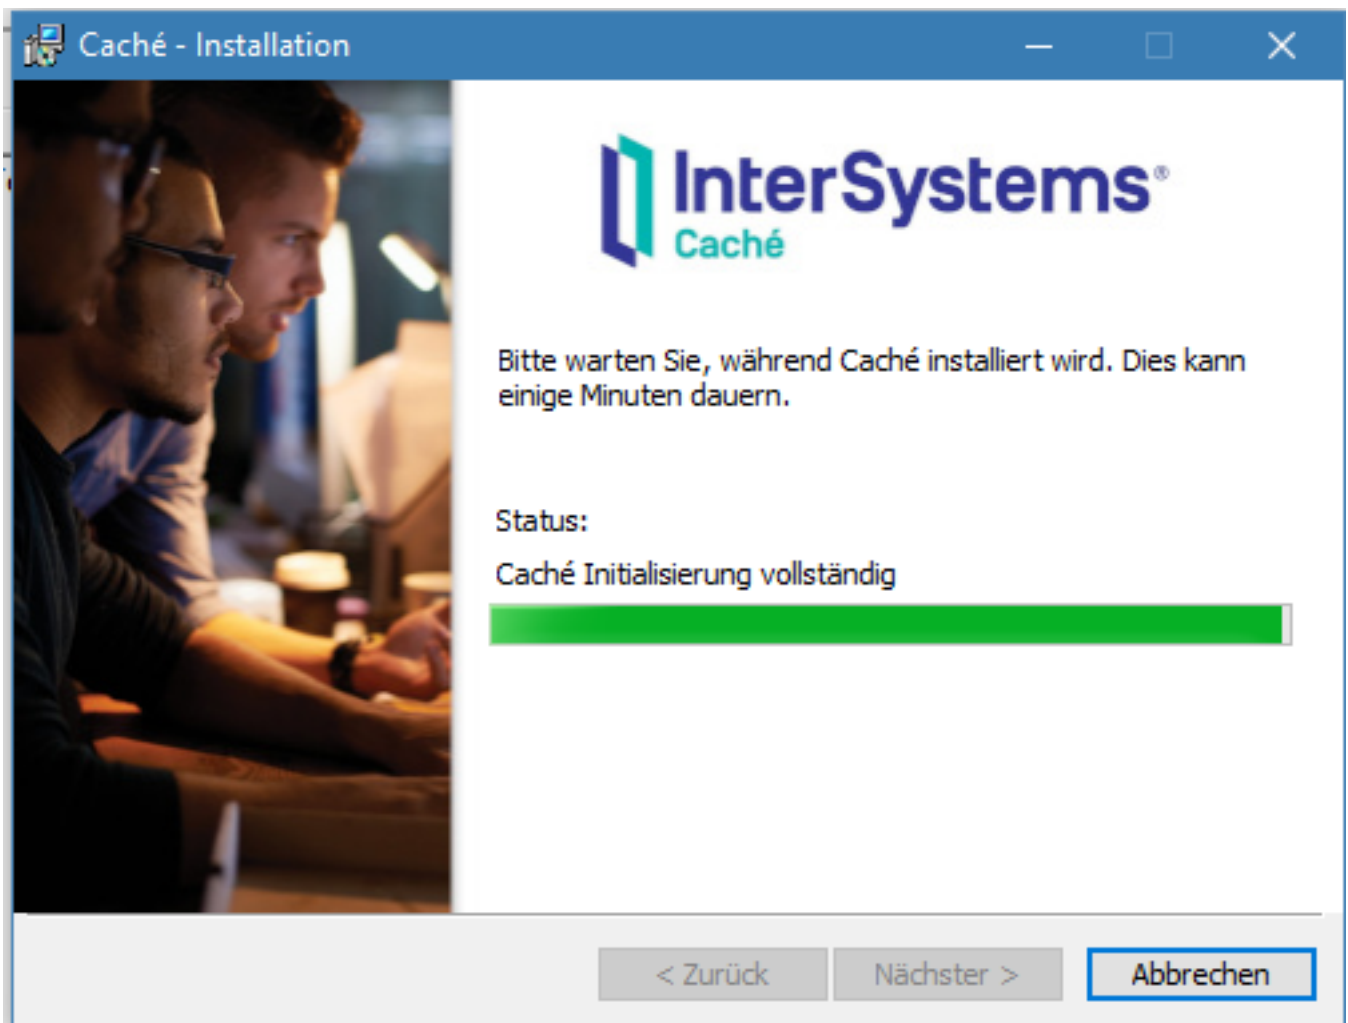 Caché - Installation
InterSystems®
Caché
Bitte warten Sie, während Caché installiert wird. Dies kann
einige Minuten dauern.
Status:
Caché Initialisierung vollständig
< Zurück
Nächster >
Abbrechen